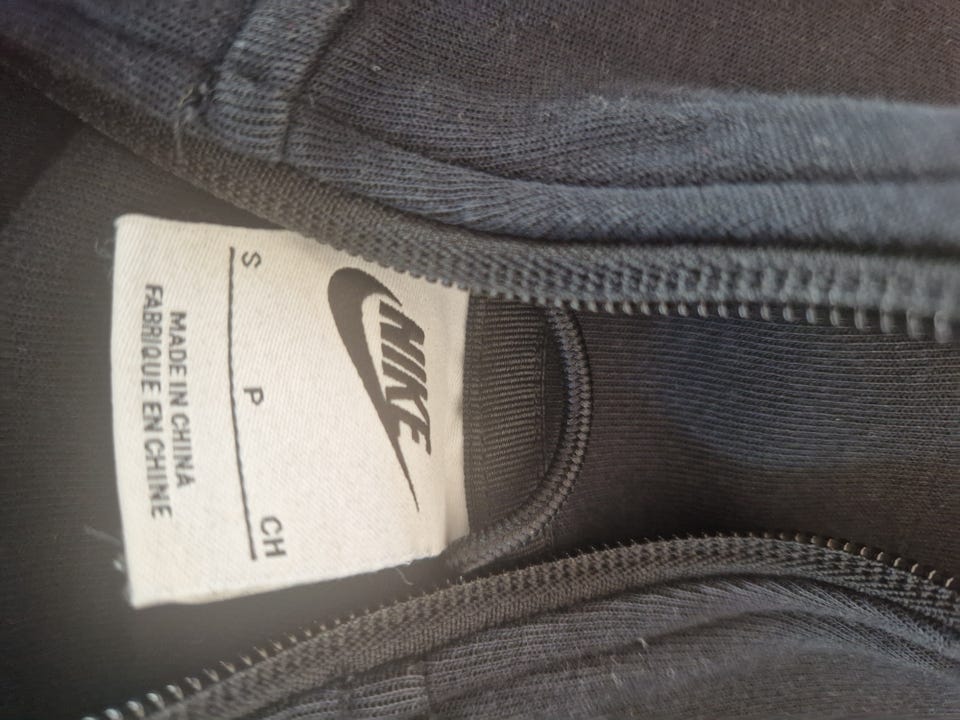 NIKE
S P CH
MADE IN CHINA
FABRIQUE EN CHINE